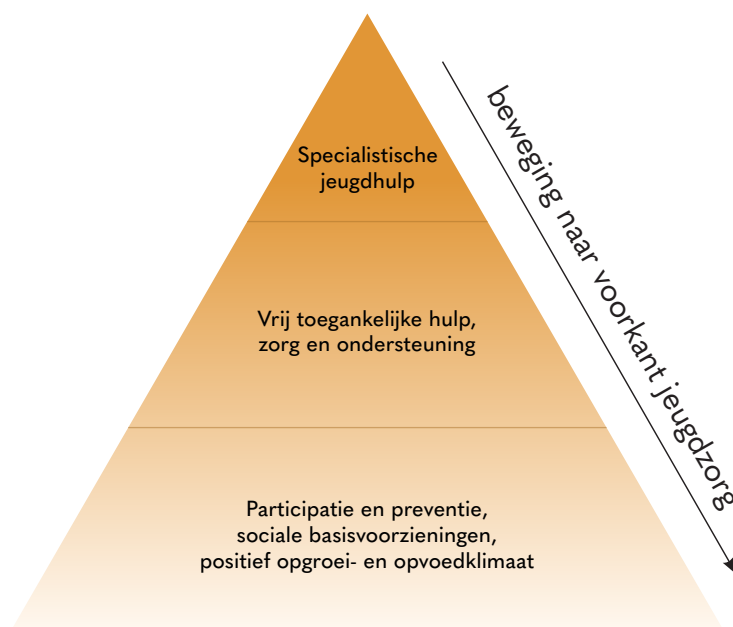 Specialistische
jeugdhulp
beweging naar voorkant jeugdzorg
Vrij toegankelijke hulp,
zorg en ondersteuning
Participatie en preventie,
sociale basisvoorzieningen,
positief opgroei- en opvoedklimaat